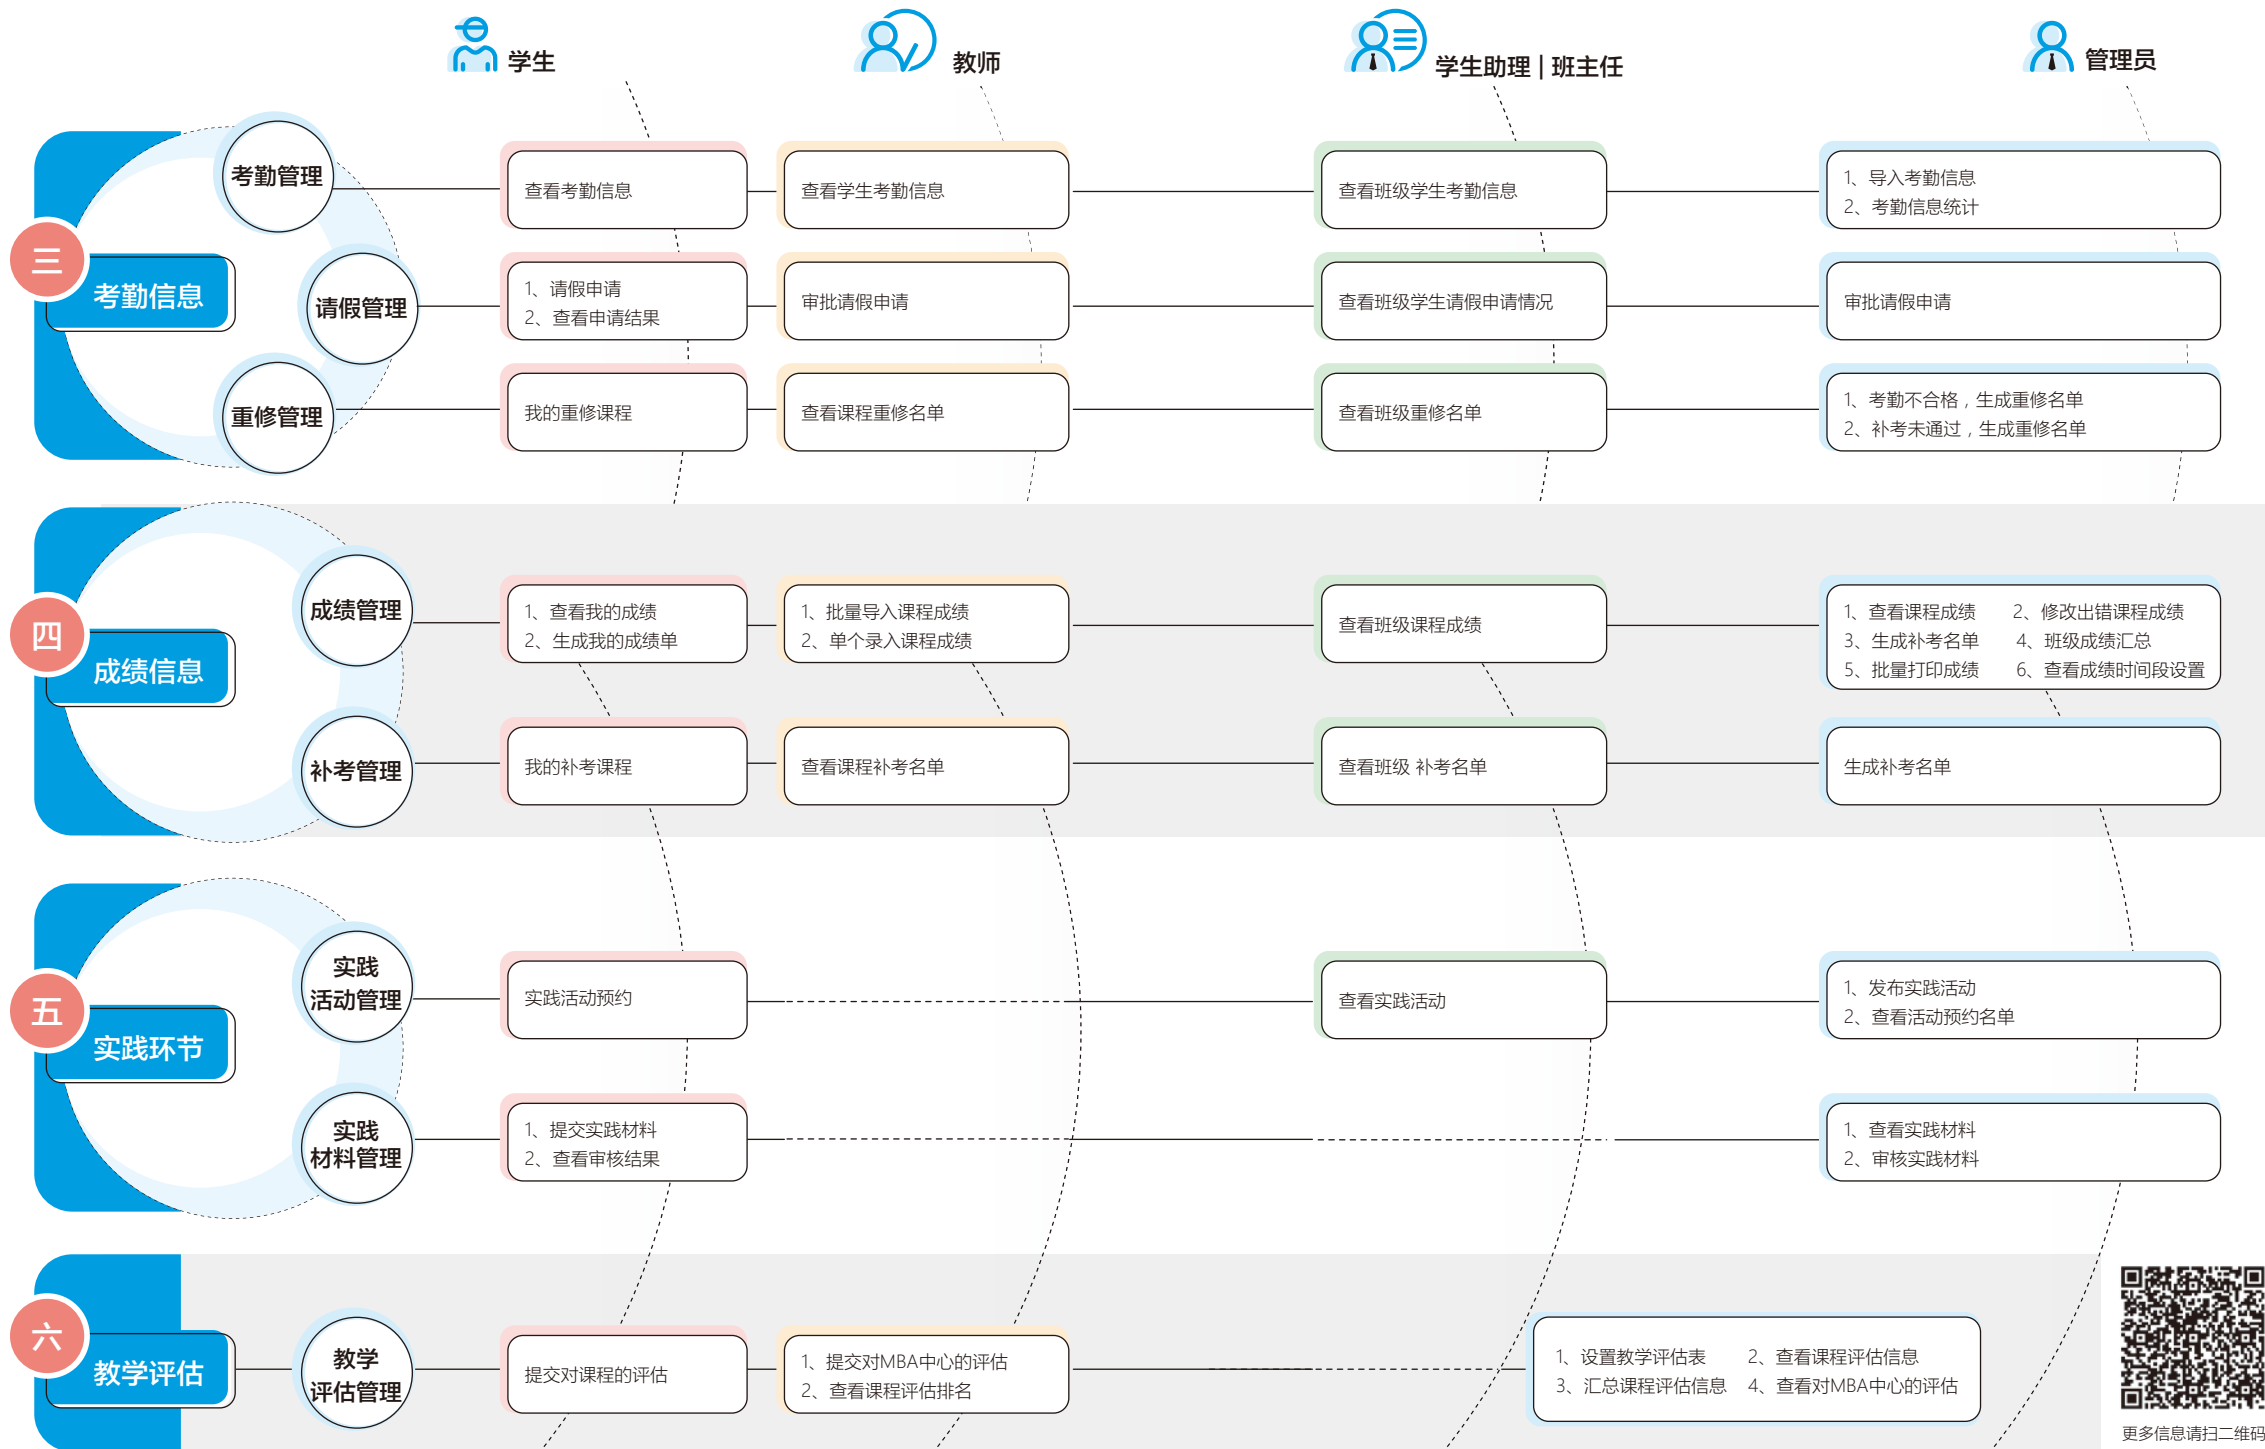 学生
教师
学生助理 | 班主任
管理员
三
考勤信息
考勤管理
查看考勤信息
查看学生考勤信息
查看班级学生考勤信息
1、导入考勤信息
2、考勤信息统计
请假管理
1、请假申请
2、查看申请结果
审批请假申请
查看班级学生请假申请情况
审批请假申请
重修管理
我的重修课程
查看课程重修名单
查看班级重修名单
1、考勤不合格，生成重修名单
2、补考未通过，生成重修名单
四
成绩信息
成绩管理
1、查看我的成绩
2、生成我的成绩单
1、批量导入课程成绩
2、单个录入课程成绩
查看班级课程成绩
1、查看课程成绩 2、修改出错课程成绩
3、生成补考名单 4、班级成绩汇总
5、批量打印成绩 6、查看成绩时间段设置
补考管理
我的补考课程
查看课程补考名单
查看班级 补考名单
生成补考名单
五
实践环节
实践
活动管理
实践活动预约
查看实践活动
1、发布实践活动
2、查看活动预约名单
实践
材料管理
1、提交实践材料
2、查看审核结果
1、查看实践材料
2、审核实践材料
六
教学评估
教学
评估管理
提交对课程的评估
1、提交对MBA中心的评估
2、查看课程评估排名
1、设置教学评估表 2、查看课程评估信息
3、汇总课程评估信息 4、查看对MBA中心的评估
更多信息请扫二维码